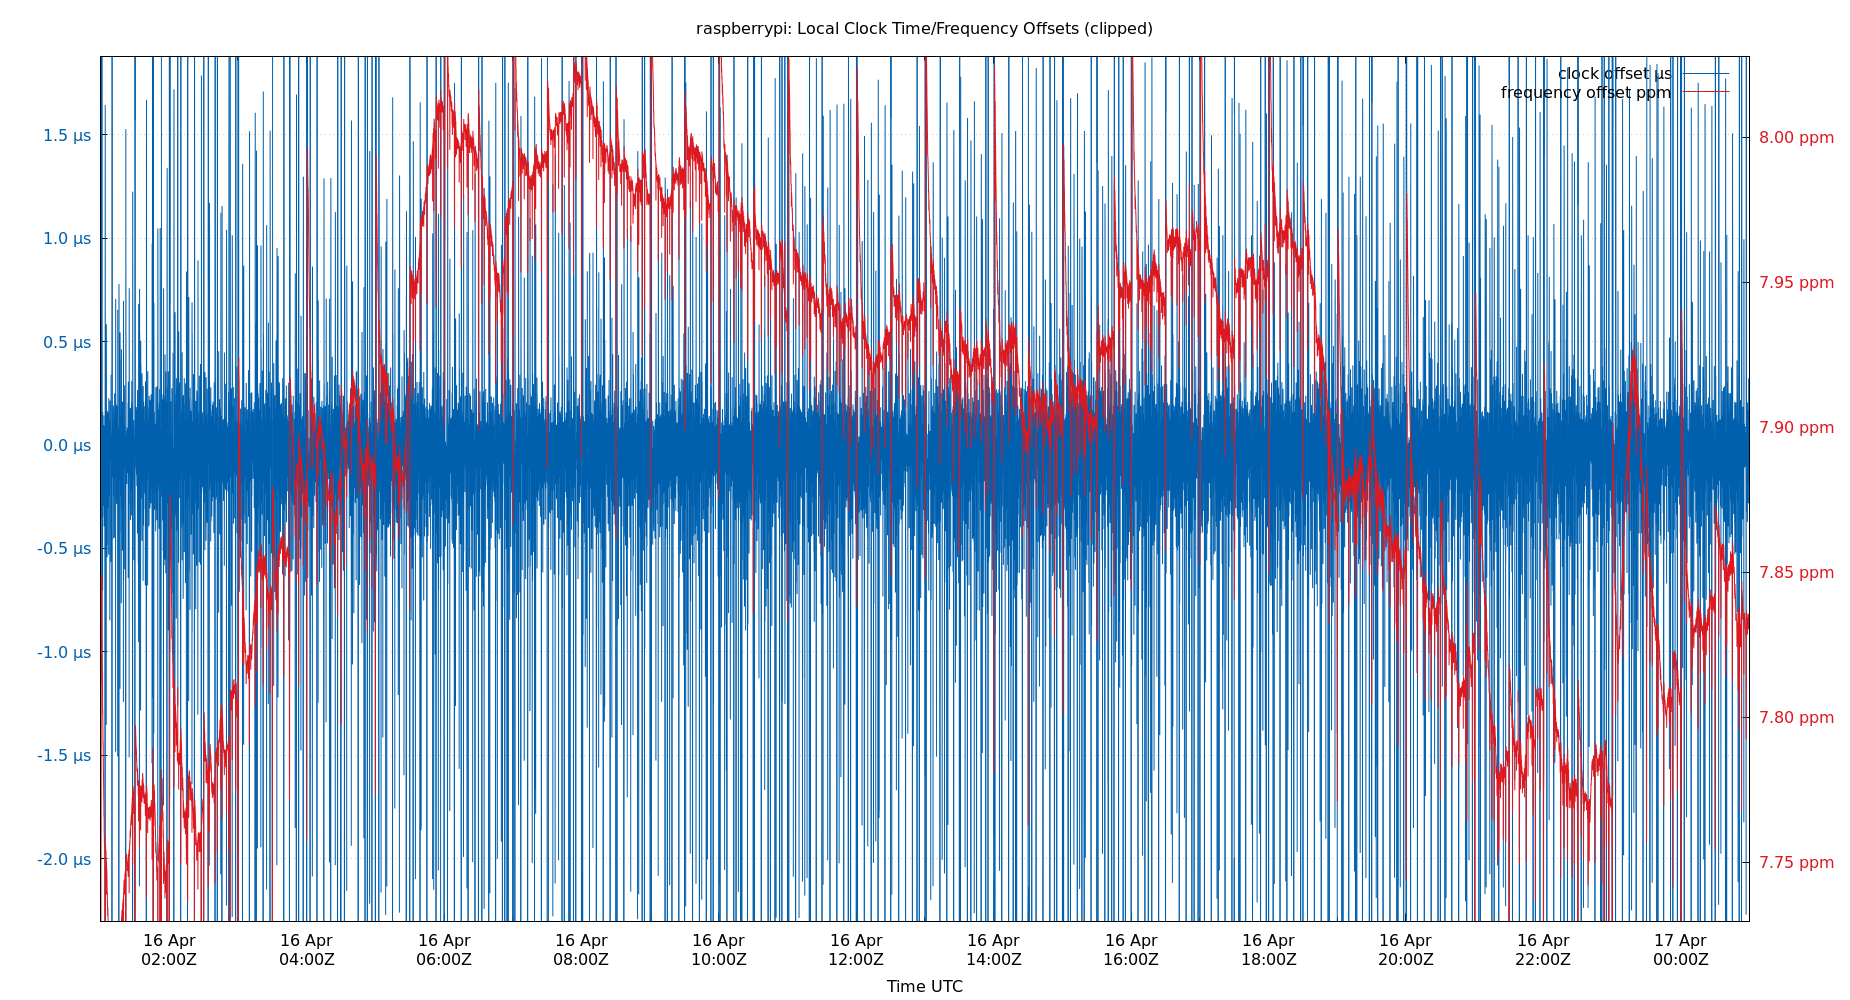 raspberrypi: Local Clock Time/Frequency Offsets (clipped)
clock offset µs
frequency offset ppm
1.5 µs
1.0 µs
0.5 µs
0.0 µs
-0.5 µs
-1.0 µs
-1.5 µs
-2.0 µs
8.00 ppm
7.95 ppm
7.90 ppm
7.85 ppm
7.80 ppm
7.75 ppm
16 Apr 16 Apr 16 Apr 16 Apr 16 Apr 16 Apr 16 Apr 16 Apr 16 Apr 16 Apr 16 Apr 17 Apr
02:00Z 04:00Z 06:00Z 08:00Z 10:00Z 12:00Z 14:00Z 16:00Z 18:00Z 20:00Z 22:00Z 00:00Z
Time UTC